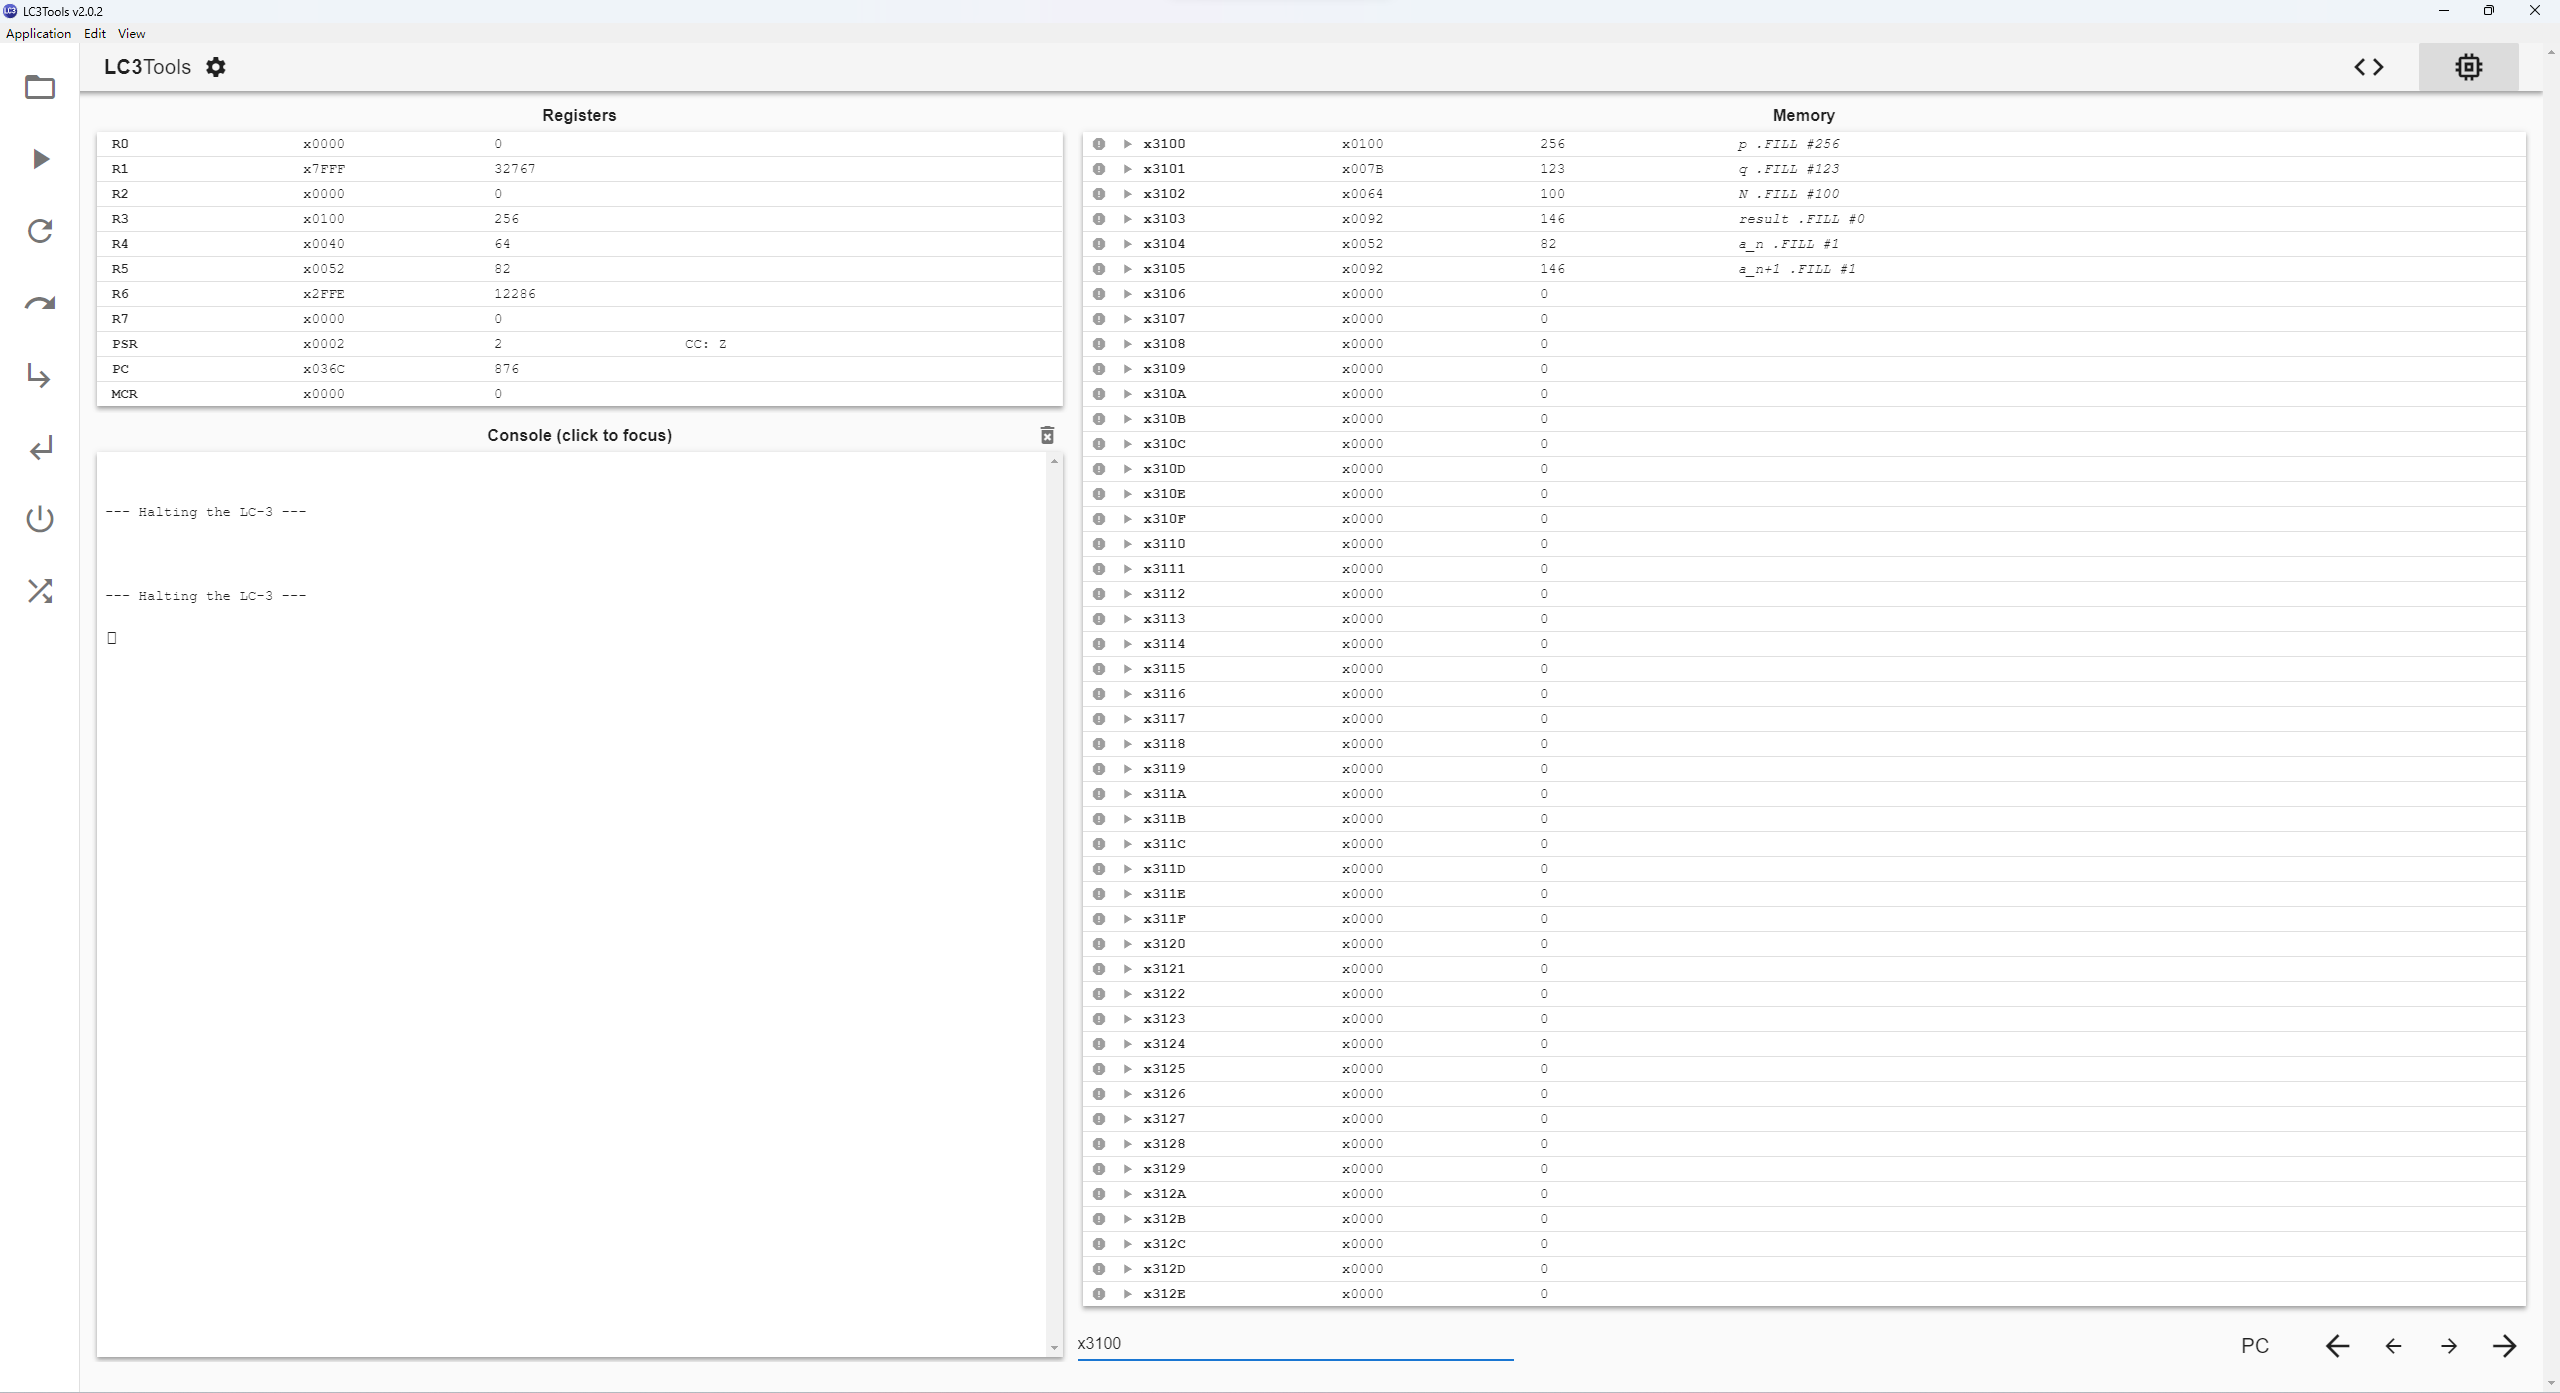 LC3Tools v2.0.2
Application Edit View
LC3Tools
Registers
R0 x0000 0
R1 x7FFF 32767
R2 x0000 0
R3 x0100 256
R4 x0040 64
R5 x0052 82
R6 x2FFE 12286
R7 x0000 0
PSR x0002 2 CC: Z
PC x036C 876
MCR x0000 0
Console (click to focus)
--- Halting the LC-3 ---
--- Halting the LC-3 ---
Memory
x3100 x0100 256 p .FILL #256
x3101 x007B 123 q .FILL #123
x3102 x0064 100 N .FILL #100
x3103 x0092 146 result .FILL #0
x3104 x0052 82 a_n .FILL #1
x3105 x0092 146 a_n+1 .FILL #1
x3106 x0000 0
x3107 x0000 0
x3108 x0000 0
x3109 x0000 0
x310A x0000 0
x310B x0000 0
x310C x0000 0
x310D x0000 0
x310E x0000 0
x310F x0000 0
x3110 x0000 0
x3111 x0000 0
x3112 x0000 0
x3113 x0000 0
x3114 x0000 0
x3115 x0000 0
x3116 x0000 0
x3117 x0000 0
x3118 x0000 0
x3119 x0000 0
x311A x0000 0
x311B x0000 0
x311C x0000 0
x311D x0000 0
x311E x0000 0
x311F x0000 0
x3120 x0000 0
x3121 x0000 0
x3122 x0000 0
x3123 x0000 0
x3124 x0000 0
x3125 x0000 0
x3126 x0000 0
x3127 x0000 0
x3128 x0000 0
x3129 x0000 0
x312A x0000 0
x312B x0000 0
x312C x0000 0
x312D x0000 0
x312E x0000 0
x3100 PC